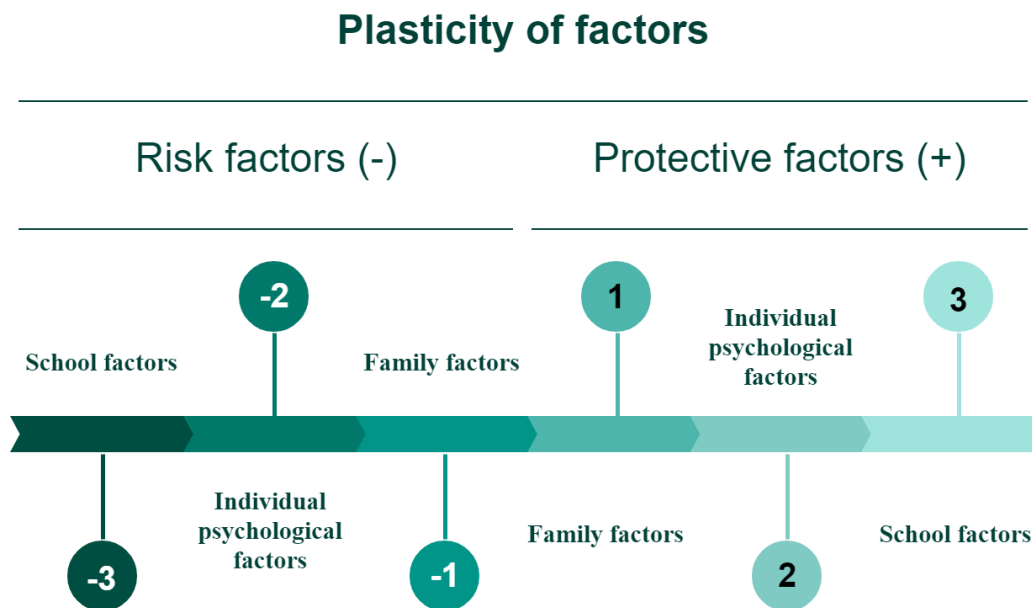 Plasticity of factors
Risk factors (-)
Protective factors (+)
-2
1
3
School factors
Family factors
Individual
psychological
factors
Individual
psychological
factors
Family factors
School factors
-3
-1
2